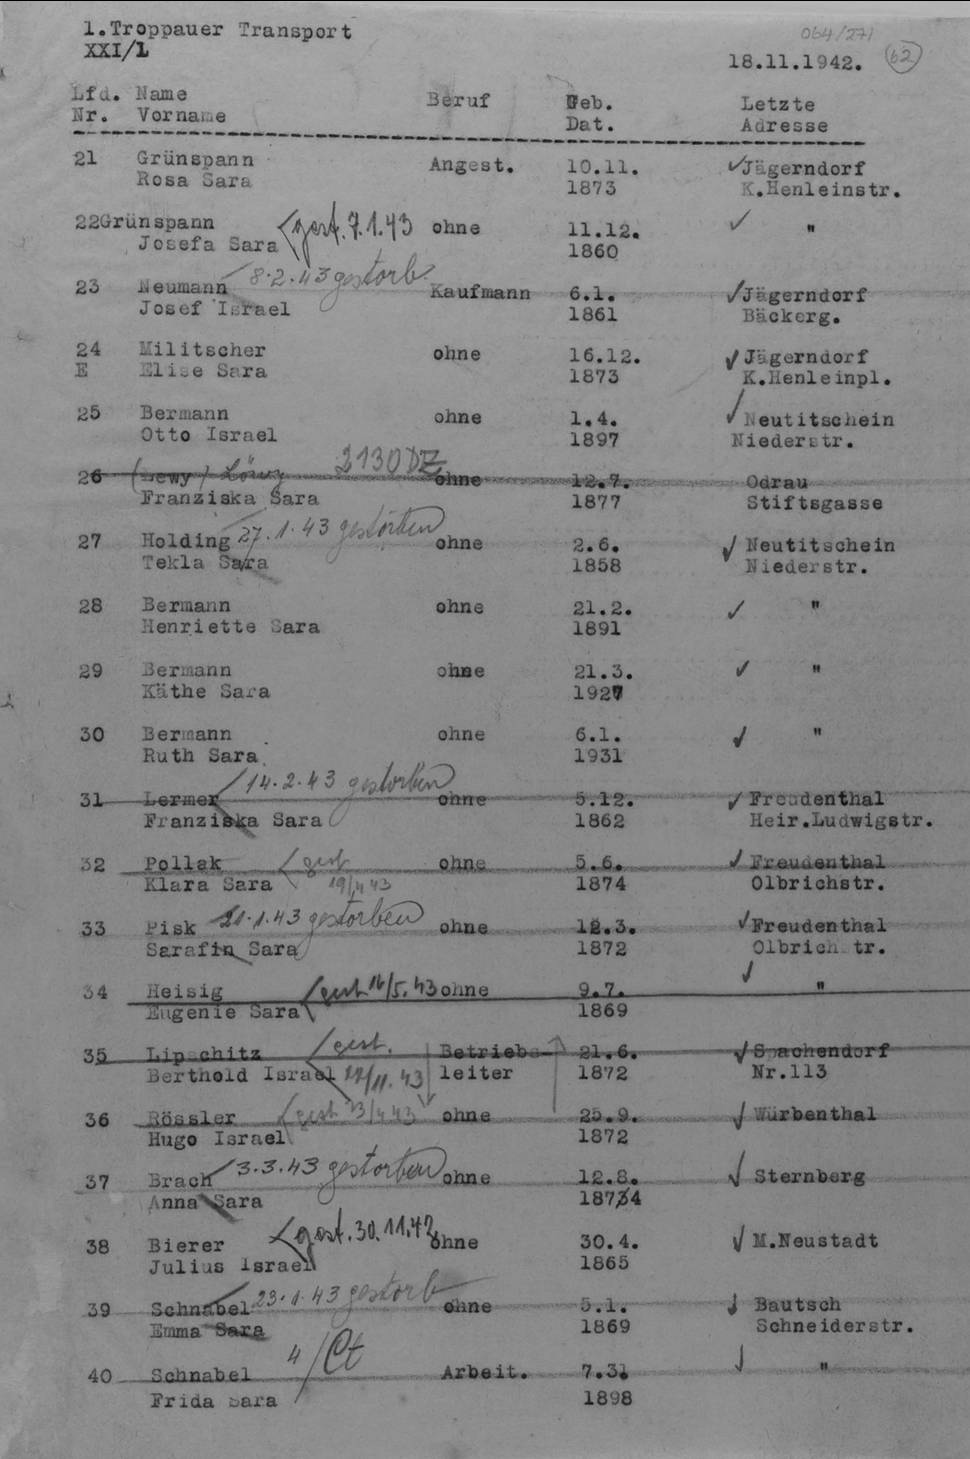 1.Troppauer Transport
XXI/1
064/271
62
18.11.1942.
Lfd. Name Beruf Geb. Letzte
Nr. Vorname Dat. Adresse
21 Grünspann Angest. 10.11. Jägerndorf
Rosa Sara 1873 K.Henleinstr.
22Grünspann gest. 7.1.43 ohne 11.12. "
Josefa Sara 1860
8.2.43 gestorb.
23 Neumann Kaufmann 6.1. Jägerndorf
Josef Israel 1861 Bäckerg.
24 Militscher ohne 16.12. Jägerndorf
E Elise Sara 1873 K.Henleinpl.
25 Bermann ohne 1.4. Neutitschein
Otto Israel 1897 Niederstr.
26 (Lewy) Löwy 2130 DZ ohne 12.7. Odrau
Franziska Sara 1877 Stiftsgasse
27 Holding 27.1.43 gestorben ohne 2.6. Neutitschein
Tekla Sara 1858 Niederstr.
28 Bermann ohne 21.2. "
Henriette Sara 1891
29 Bermann ohne 21.3. "
Käthe Sara 1927
30 Bermann ohne 6.1. "
Ruth Sara 1931
14.2.43 gestorben
31 Lermer ohne 5.12. Freudenthal
Franziska Sara 1862 Heir.Ludwigstr.
32 Pollak gest ohne 5.6. Freudenthal
Klara Sara 19/4 43 1874 Olbrichstr.
33 Pisk 21.1.43 gestorben ohne 12.3. Freudenthal
Sarafin Sara 1872 Olbrichstr.
34 Heisig gest 16/5.43 ohne 9.7. "
Eugenie Sara 1869
35 Lipschitz gest. Betriebs- 21.6. Spachendorf
Berthold Israel 27/11.43 leiter 1872 Nr.113
36 Rössler gest 23/4 43 ohne 25.9. Würbenthal
Hugo Israel 1872
37 Brach 3.3.43 gestorben ohne 12.8. Sternberg
Anna Sara 18734
38 Bierer gest. 30.11.42 ohne 30.4. M.Neustadt
Julius Israel 1865
39 Schnabel 23.1.43 gestorb ohne 5.1. Bautsch
Emma Sara 1869 Schneiderstr.
4/Ct
40 Schnabel Arbeit. 7.3. "
Frida Sara 1898